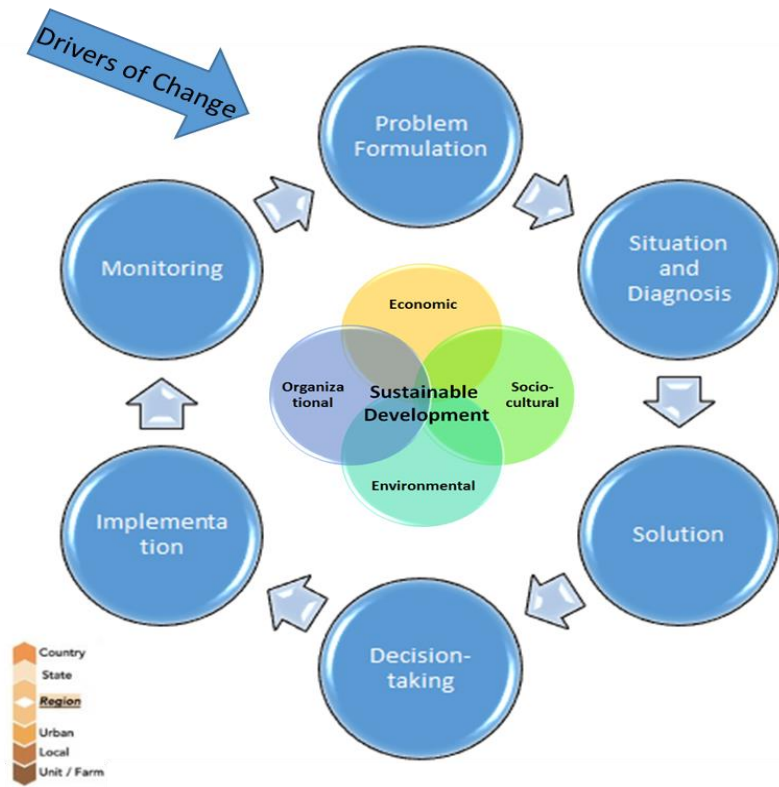 Drivers of Change
Problem
Formulation
Situation
and
Diagnosis
Solution
Decision-
taking
Implementa
tion
Monitoring
Economic
Organiza
tional
Sustainable
Development
Socio-
cultural
Environmental
Country
State
Region
Urban
Local
Unit / Farm